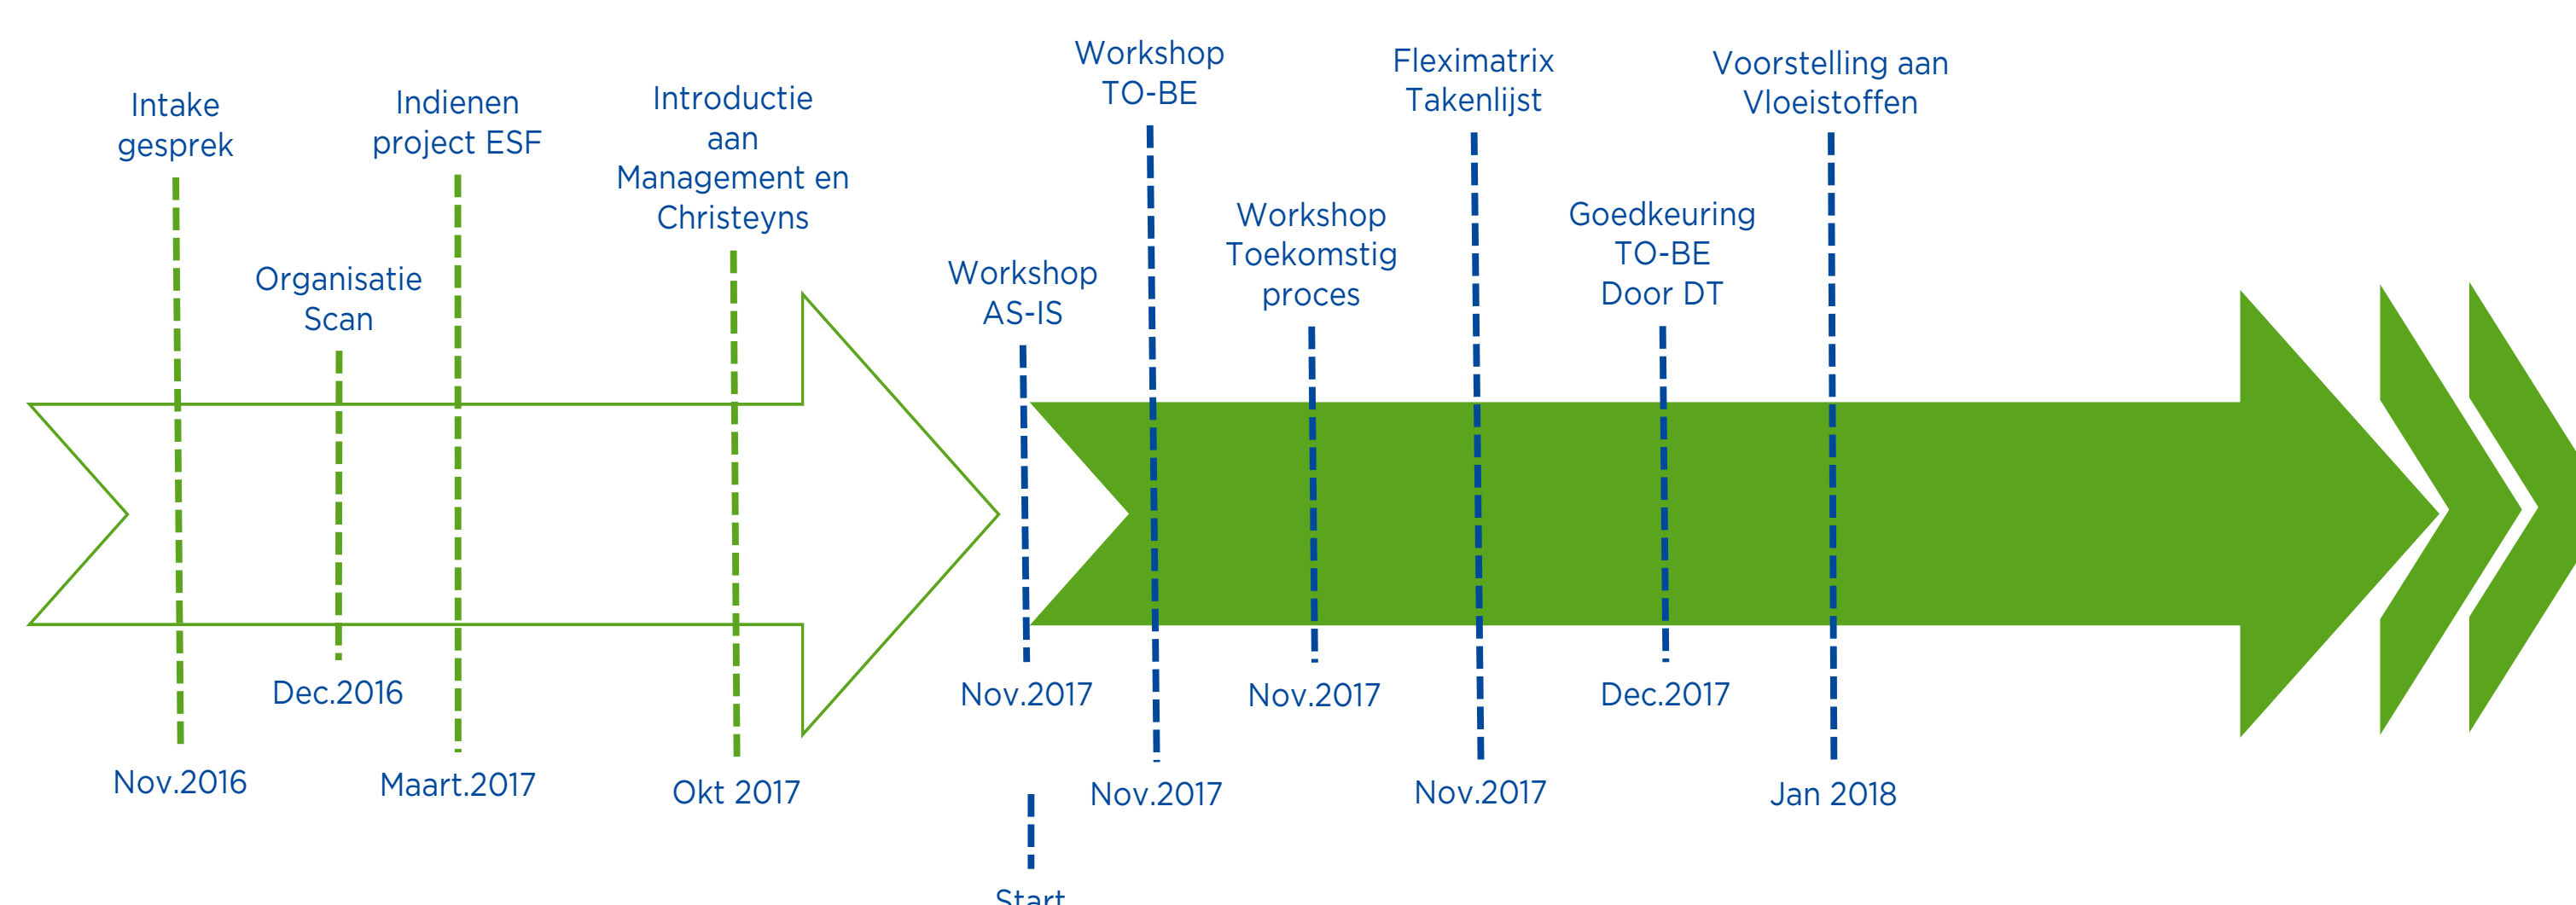 Intake
gesprek
Organisatie
Scan
Indienen
project ESF
Introductie
aan
Management en
Christeyns
Workshop
AS-IS
Workshop
TO-BE
Workshop
Toekomstig
proces
Fleximatrix
Takenlijst
Goedkeuring
TO-BE
Door DT
Voorstelling aan
Vloeistoffen
Nov.2016
Dec.2016
Maart.2017
Okt 2017
Nov.2017
Nov.2017
Nov.2017
Nov.2017
Dec.2017
Jan 2018
Start